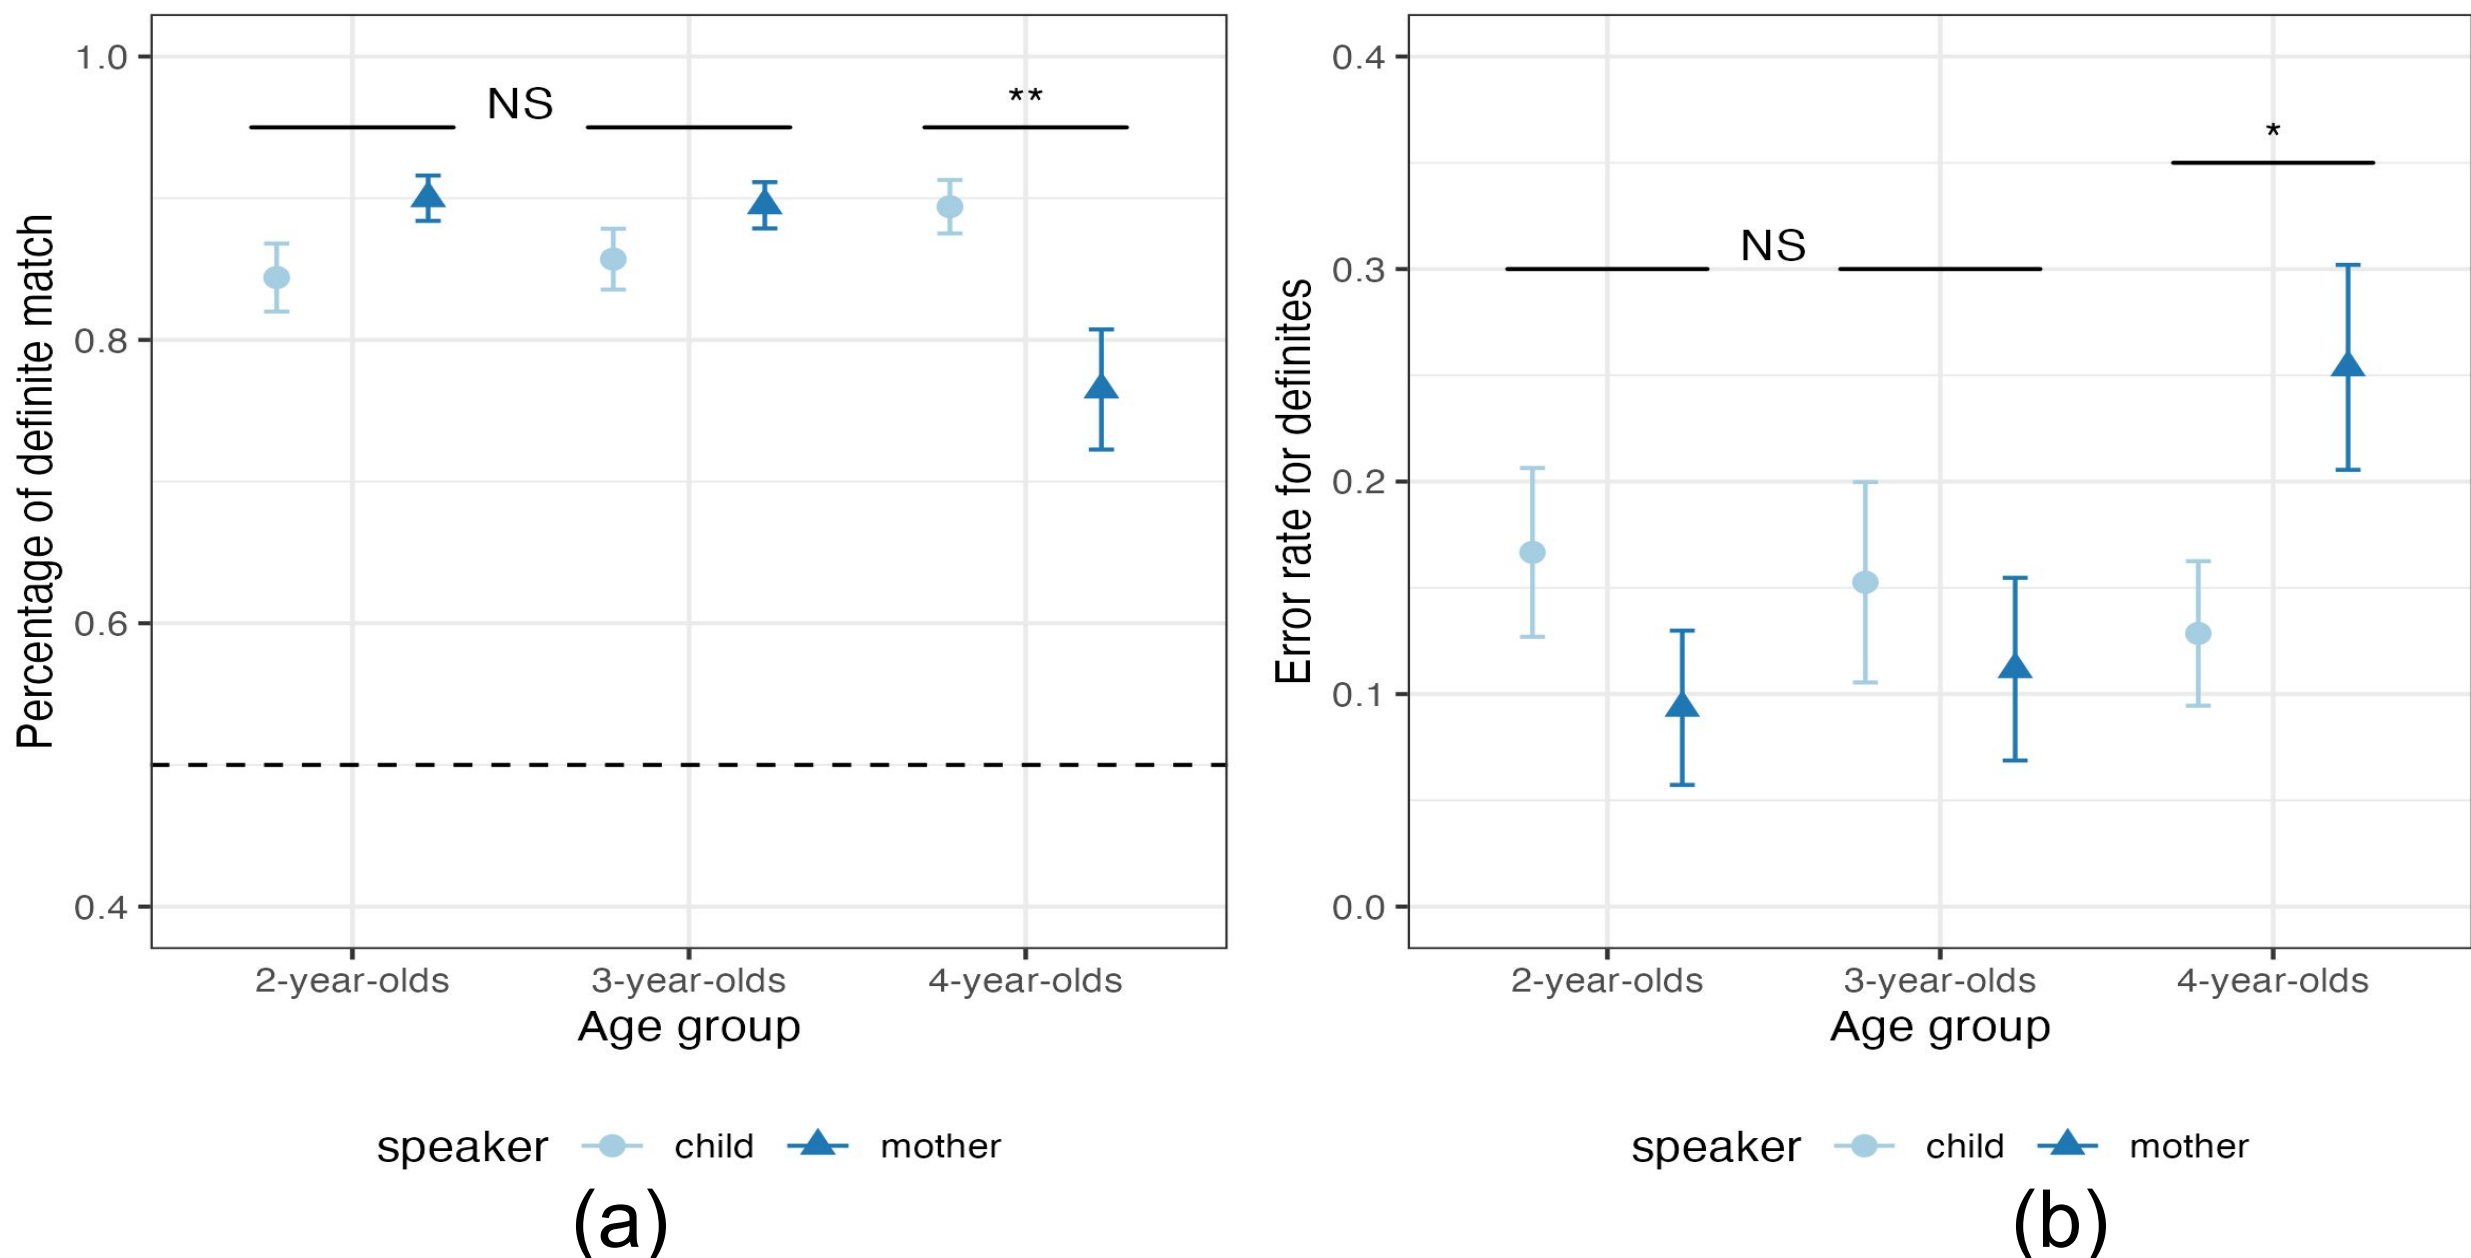 Percentage of definite match
1.0
0.8
0.6
0.4
NS
**
2-year-olds 3-year-olds 4-year-olds
Age group
speaker child mother
(a)
Error rate for definites
0.4
0.3
0.2
0.1
0.0
NS
*
2-year-olds 3-year-olds 4-year-olds
Age group
speaker child mother
(b)